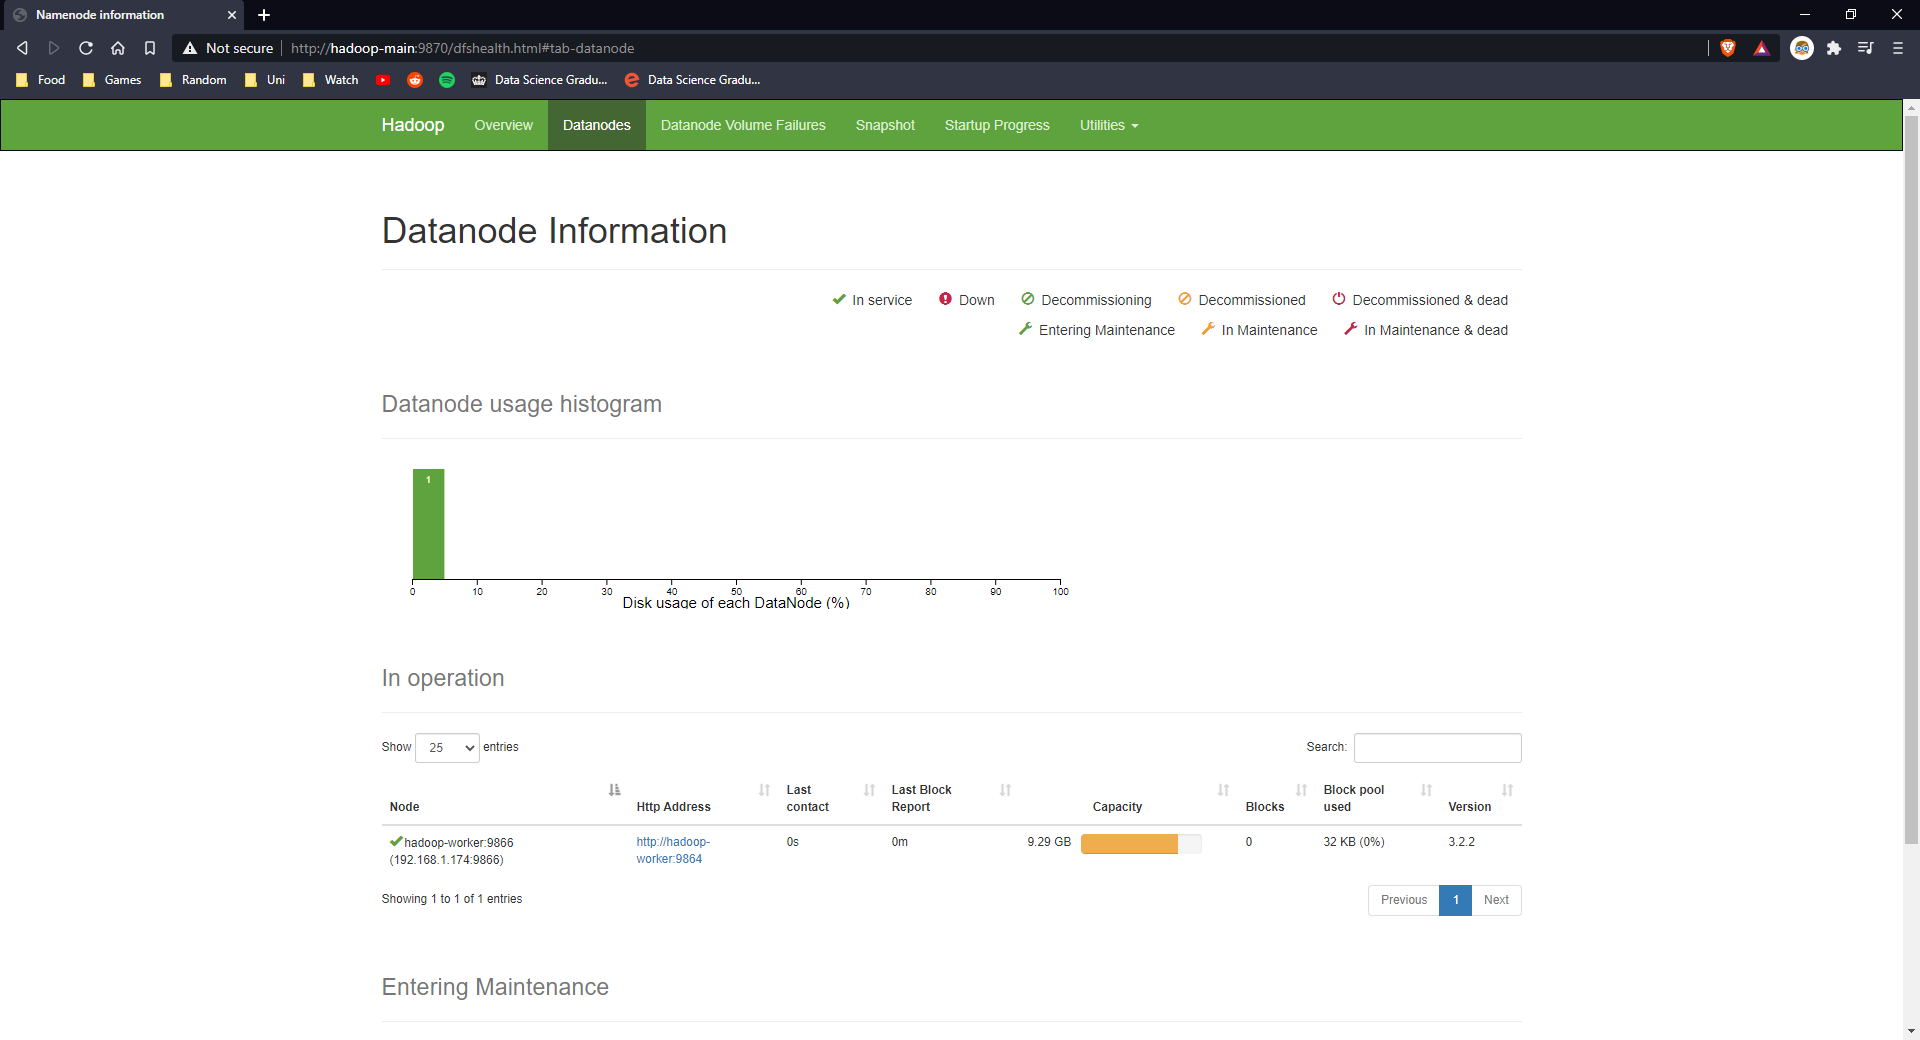 Namenode information
Not secure http://hadoop-main:9870/dfshealth.html#tab-datanode
Food Games Random Uni Watch Data Science Gradu... Data Science Gradu...
Hadoop Overview Datanodes Datanode Volume Failures Snapshot Startup Progress Utilities
Datanode Information
In service Down Decommissioning Decommissioned Decommissioned & dead
Entering Maintenance In Maintenance In Maintenance & dead
Datanode usage histogram
1
0 10 20 30 40 50 60 70 80 90 100
Disk usage of each DataNode (%)
In operation
Show 25 entries Search:
Node Http Address Last contact Last Block Report Capacity Blocks Block pool used Version
hadoop-worker:9866 http://hadoop- 0s 0m 9.29 GB 0 32 KB (0%) 3.2.2
(192.168.1.174:9866) worker:9864
Showing 1 to 1 of 1 entries Previous 1 Next
Entering Maintenance